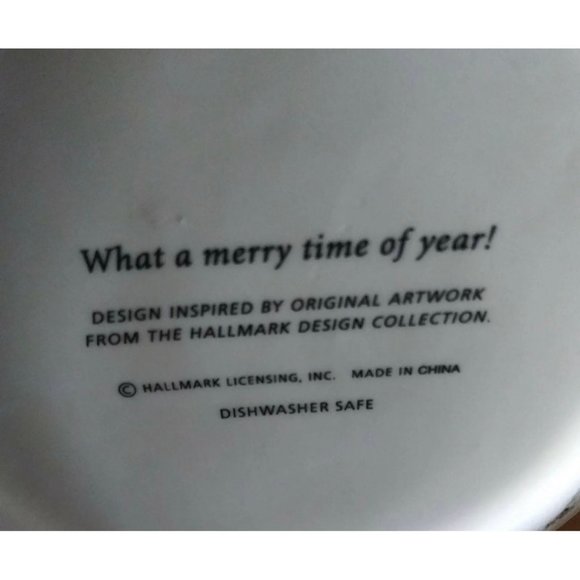 What a merry time of year!
DESIGN INSPIRED BY ORIGINAL ARTWORK
FROM THE HALLMARK DESIGN COLLECTION.
© HALLMARK LICENSING, INC. MADE IN CHINA
DISHWASHER SAFE